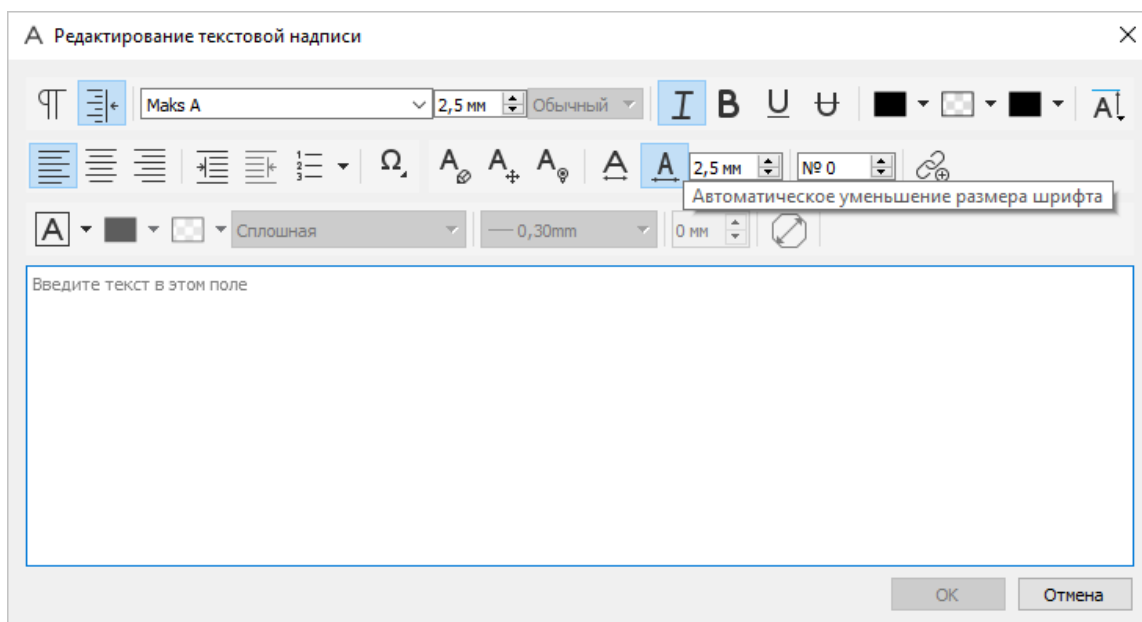 Редактирование текстовой надписи
Maks A 2,5 мм Обычный I B U U A
Ω A A A A A 2,5 мм № 0
Автоматическое уменьшение размера шрифта
A Сплошная 0,30mm 0 мм
Введите текст в этом поле
OK Отмена